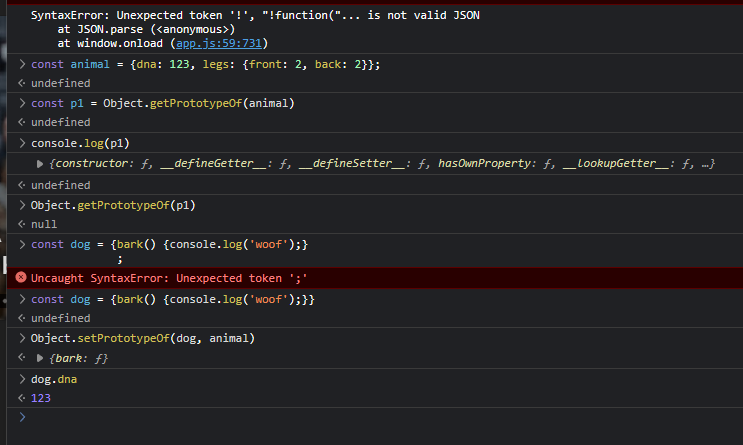 SyntaxError: Unexpected token '!', "!function("... is not valid JSON
    at JSON.parse (<anonymous>)
    at window.onload (app.js:59:731)
> const animal = {dna: 123, legs: {front: 2, back: 2}};
<· undefined
> const p1 = Object.getPrototypeOf(animal)
<· undefined
> console.log(p1)
▶ {constructor: ƒ, __defineGetter__: ƒ, __defineSetter__: ƒ, hasOwnProperty: ƒ, __lookupGetter__: ƒ, …}
<· undefined
> Object.getPrototypeOf(p1)
<· null
> const dog = {bark() {console.log('woof');}
;
Uncaught SyntaxError: Unexpected token ';'
> const dog = {bark() {console.log('woof');}}
<· undefined
> Object.setPrototypeOf(dog, animal)
<· ▶ {bark: ƒ}
> dog.dna
<· 123
>